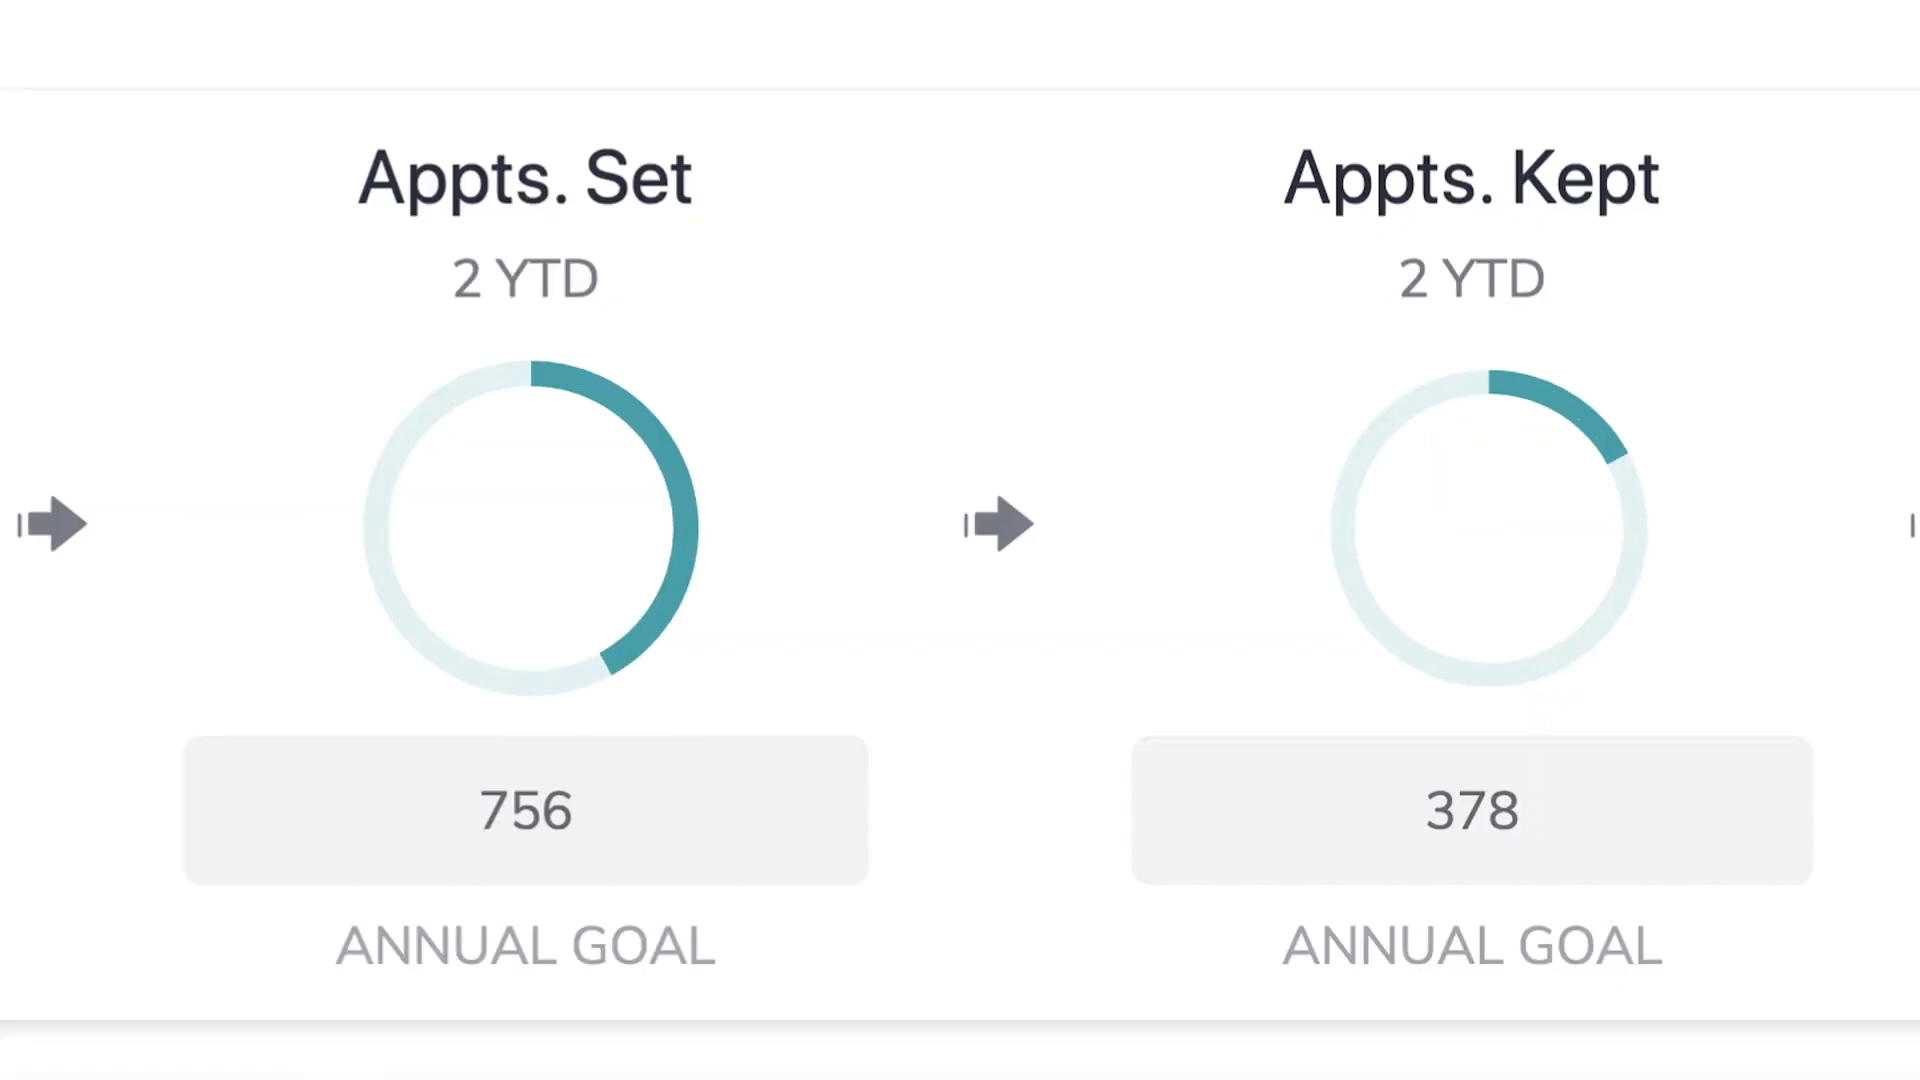 Appts. Set
2 YTD
756
ANNUAL GOAL
Appts. Kept
2 YTD
378
ANNUAL GOAL